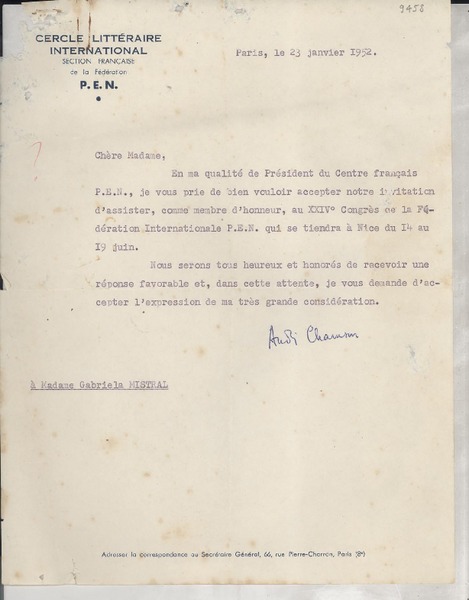 9458
CERCLE LITTÉRAIRE
INTERNATIONAL
SECTION FRANÇAISE
de la Fédération
P.E.N.
Paris, le 23 janvier 1952.
Chère Madame,
En ma qualité de Président du Centre français
P.E.N., je vous prie de bien vouloir accepter notre invitation
d'assister, comme membre d'honneur, au XXIV° Congrès de la Fé-
dération Internationale P.E.N. qui se tiendra à Nice du 14 au
19 juin.
Nous serons tous heureux et honorés de recevoir une
réponse favorable et, dans cette attente, je vous demande d'ac-
cepter l'expression de ma très grande considération.
André Chamson
à Madame Gabriela MISTRAL
Adresser la correspondance au Secrétaire Général, 66, rue Pierre-Charron, Paris (8e)